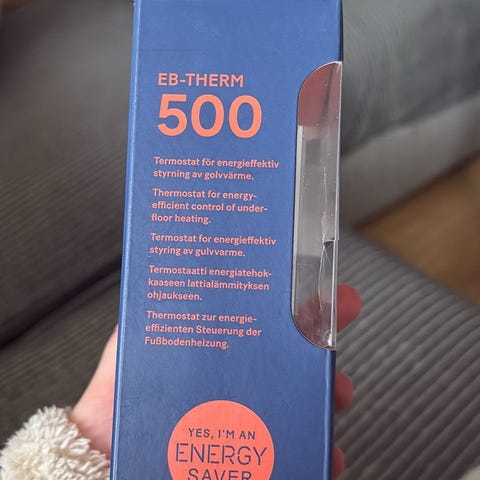 EB-THERM
500
Termostat för energieffektiv
styrning av golvvärme.
Thermostat for energy-
efficient control of under-
floor heating.
Termostat for energieffektiv
styring av gulvvarme.
Termostaatti energiatehok-
kaaseen lattialämmityksen
ohjaukseen.
Thermostat zur energie-
effizienten Steuerung der
Fußbodenheizung.
YES, I'M AN
ENERGY
SAVER